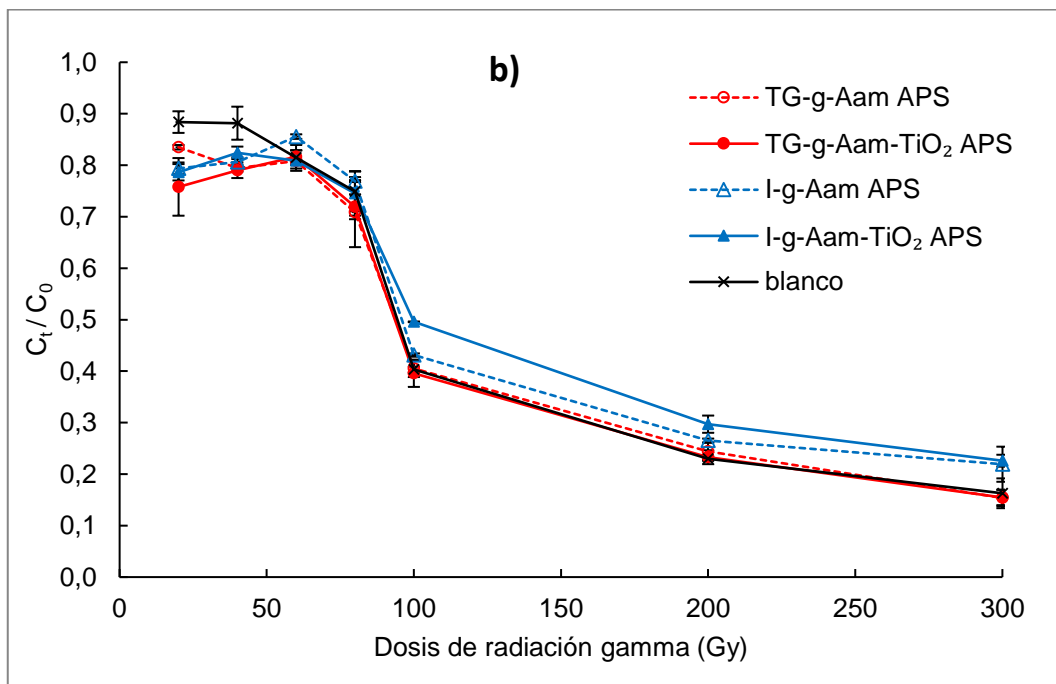 b)
1,0
0,9
0,8
0,7
0,6
0,5
0,4
0,3
0,2
0,1
0,0
C_t / C_0
TG-g-Aam APS
TG-g-Aam-TiO₂ APS
I-g-Aam APS
I-g-Aam-TiO₂ APS
blanco
0 50 100 150 200 250 300
Dosis de radiación gamma (Gy)